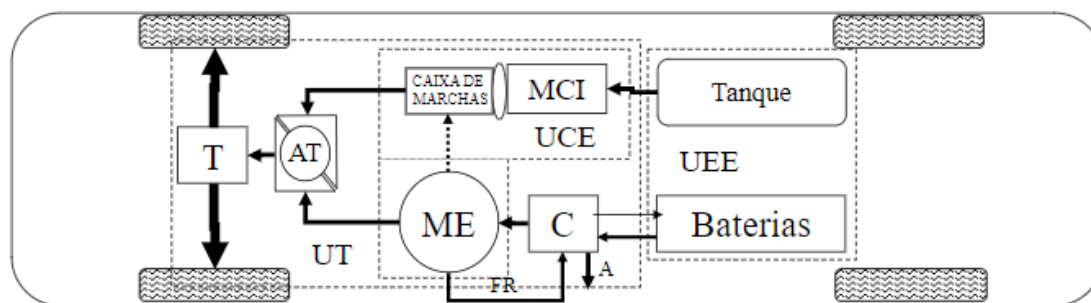 CAIXA DE
MARCHAS
MCI
Tanque
UCE
T
AT
UEE
ME
C
Baterias
UT
FR
A